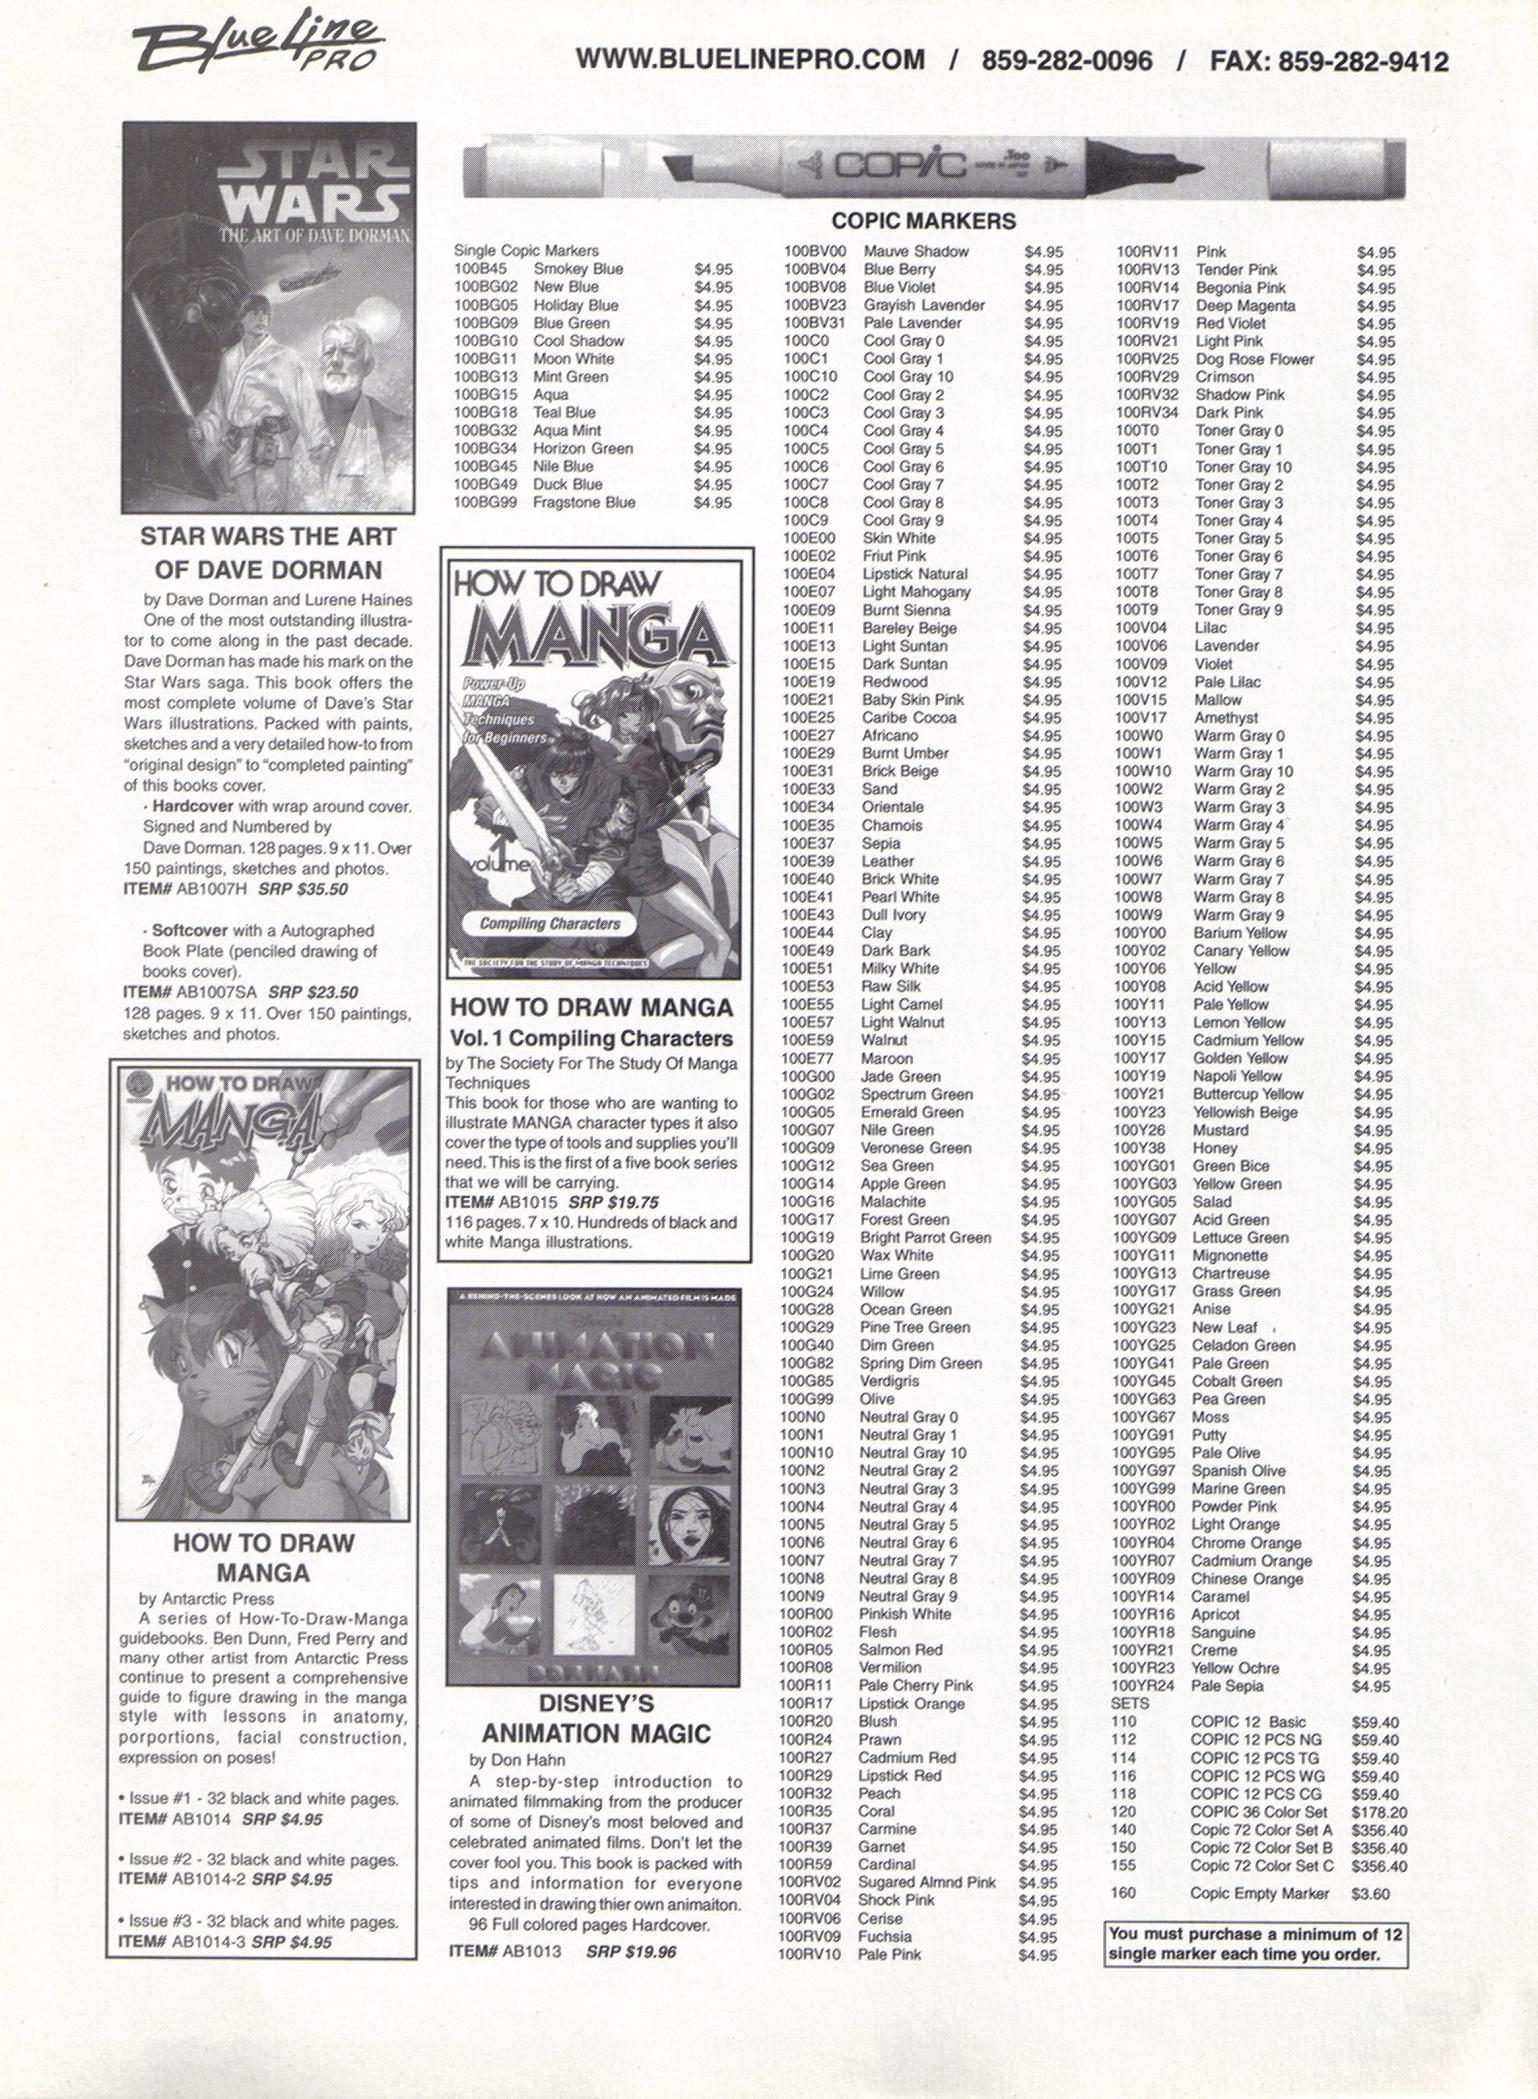 Blue Line PRO
WWW.BLUELINEPRO.COM / 859-282-0096 / FAX: 859-282-9412
STAR WARS
THE ART OF DAVE DORMAN
STAR WARS THE ART
OF DAVE DORMAN
by Dave Dorman and Lurene Haines
One of the most outstanding illustra-
tor to come along in the past decade.
Dave Dorman has made his mark on the
Star Wars saga. This book offers the
most complete volume of Dave's Star
Wars illustrations. Packed with paints,
sketches and a very detailed how-to from
"original design" to "completed painting"
of this books cover.
· Hardcover with wrap around cover.
Signed and Numbered by
Dave Dorman. 128 pages. 9 x 11. Over
150 paintings, sketches and photos.
ITEM# AB1007H SRP $35.50
· Softcover with a Autographed
Book Plate (penciled drawing of
books cover).
ITEM# AB1007SA SRP $23.50
128 pages. 9 x 11. Over 150 paintings,
sketches and photos.
HOW TO DRAW
MANGA
HOW TO DRAW
MANGA
by Antarctic Press
A series of How-To-Draw-Manga
guidebooks. Ben Dunn, Fred Perry and
many other artist from Antarctic Press
continue to present a comprehensive
guide to figure drawing in the manga
style with lessons in anatomy,
porportions, facial construction,
expression on poses!
• Issue #1 - 32 black and white pages.
ITEM# AB1014 SRP $4.95
• Issue #2 - 32 black and white pages.
ITEM# AB1014-2 SRP $4.95
• Issue #3 - 32 black and white pages.
ITEM# AB1014-3 SRP $4.95
COPIC .Too
COPIC MARKERS
Single Copic Markers
100B45 Smokey Blue $4.95
100BG02 New Blue $4.95
100BG05 Holiday Blue $4.95
100BG09 Blue Green $4.95
100BG10 Cool Shadow $4.95
100BG11 Moon White $4.95
100BG13 Mint Green $4.95
100BG15 Aqua $4.95
100BG18 Teal Blue $4.95
100BG32 Aqua Mint $4.95
100BG34 Horizon Green $4.95
100BG45 Nile Blue $4.95
100BG49 Duck Blue $4.95
100BG99 Fragstone Blue $4.95
HOW TO DRAW
MANGA
Power-Up
MANGA
Techniques
for Beginners
volume 1
Compiling Characters
THE SOCIETY FOR THE STUDY OF MANGA TECHNIQUES
HOW TO DRAW MANGA
Vol. 1 Compiling Characters
by The Society For The Study Of Manga
Techniques
This book for those who are wanting to
illustrate MANGA character types it also
cover the type of tools and supplies you'll
need. This is the first of a five book series
that we will be carrying.
ITEM# AB1015 SRP $19.75
116 pages. 7 x 10. Hundreds of black and
white Manga illustrations.
A BEHIND-THE-SCENES LOOK AT HOW AN ANIMATED FILM IS MADE
Disney's
ANIMATION
MAGIC
DON HAHN
DISNEY'S
ANIMATION MAGIC
by Don Hahn
A step-by-step introduction to
animated filmmaking from the producer
of some of Disney's most beloved and
celebrated animated films. Don't let the
cover fool you. This book is packed with
tips and information for everyone
interested in drawing thier own animaiton.
96 Full colored pages Hardcover.
ITEM# AB1013 SRP $19.96
100BV00 Mauve Shadow $4.95
100BV04 Blue Berry $4.95
100BV08 Blue Violet $4.95
100BV23 Grayish Lavender $4.95
100BV31 Pale Lavender $4.95
100C0 Cool Gray 0 $4.95
100C1 Cool Gray 1 $4.95
100C10 Cool Gray 10 $4.95
100C2 Cool Gray 2 $4.95
100C3 Cool Gray 3 $4.95
100C4 Cool Gray 4 $4.95
100C5 Cool Gray 5 $4.95
100C6 Cool Gray 6 $4.95
100C7 Cool Gray 7 $4.95
100C8 Cool Gray 8 $4.95
100C9 Cool Gray 9 $4.95
100E00 Skin White $4.95
100E02 Friut Pink $4.95
100E04 Lipstick Natural $4.95
100E07 Light Mahogany $4.95
100E09 Burnt Sienna $4.95
100E11 Bareley Beige $4.95
100E13 Light Suntan $4.95
100E15 Dark Suntan $4.95
100E19 Redwood $4.95
100E21 Baby Skin Pink $4.95
100E25 Caribe Cocoa $4.95
100E27 Africano $4.95
100E29 Burnt Umber $4.95
100E31 Brick Beige $4.95
100E33 Sand $4.95
100E34 Orientale $4.95
100E35 Chamois $4.95
100E37 Sepia $4.95
100E39 Leather $4.95
100E40 Brick White $4.95
100E41 Pearl White $4.95
100E43 Dull Ivory $4.95
100E44 Clay $4.95
100E49 Dark Bark $4.95
100E51 Milky White $4.95
100E53 Raw Silk $4.95
100E55 Light Camel $4.95
100E57 Light Walnut $4.95
100E59 Walnut $4.95
100E77 Maroon $4.95
100G00 Jade Green $4.95
100G02 Spectrum Green $4.95
100G05 Emerald Green $4.95
100G07 Nile Green $4.95
100G09 Veronese Green $4.95
100G12 Sea Green $4.95
100G14 Apple Green $4.95
100G16 Malachite $4.95
100G17 Forest Green $4.95
100G19 Bright Parrot Green $4.95
100G20 Wax White $4.95
100G21 Lime Green $4.95
100G24 Willow $4.95
100G28 Ocean Green $4.95
100G29 Pine Tree Green $4.95
100G40 Dim Green $4.95
100G82 Spring Dim Green $4.95
100G85 Verdigris $4.95
100G99 Olive $4.95
100N0 Neutral Gray 0 $4.95
100N1 Neutral Gray 1 $4.95
100N10 Neutral Gray 10 $4.95
100N2 Neutral Gray 2 $4.95
100N3 Neutral Gray 3 $4.95
100N4 Neutral Gray 4 $4.95
100N5 Neutral Gray 5 $4.95
100N6 Neutral Gray 6 $4.95
100N7 Neutral Gray 7 $4.95
100N8 Neutral Gray 8 $4.95
100N9 Neutral Gray 9 $4.95
100R00 Pinkish White $4.95
100R02 Flesh $4.95
100R05 Salmon Red $4.95
100R08 Vermilion $4.95
100R11 Pale Cherry Pink $4.95
100R17 Lipstick Orange $4.95
100R20 Blush $4.95
100R24 Prawn $4.95
100R27 Cadmium Red $4.95
100R29 Lipstick Red $4.95
100R32 Peach $4.95
100R35 Coral $4.95
100R37 Carmine $4.95
100R39 Garnet $4.95
100R59 Cardinal $4.95
100RV02 Sugared Almnd Pink $4.95
100RV04 Shock Pink $4.95
100RV06 Cerise $4.95
100RV09 Fuchsia $4.95
100RV10 Pale Pink $4.95
100RV11 Pink $4.95
100RV13 Tender Pink $4.95
100RV14 Begonia Pink $4.95
100RV17 Deep Magenta $4.95
100RV19 Red Violet $4.95
100RV21 Light Pink $4.95
100RV25 Dog Rose Flower $4.95
100RV29 Crimson $4.95
100RV32 Shadow Pink $4.95
100RV34 Dark Pink $4.95
100T0 Toner Gray 0 $4.95
100T1 Toner Gray 1 $4.95
100T10 Toner Gray 10 $4.95
100T2 Toner Gray 2 $4.95
100T3 Toner Gray 3 $4.95
100T4 Toner Gray 4 $4.95
100T5 Toner Gray 5 $4.95
100T6 Toner Gray 6 $4.95
100T7 Toner Gray 7 $4.95
100T8 Toner Gray 8 $4.95
100T9 Toner Gray 9 $4.95
100V04 Lilac $4.95
100V06 Lavender $4.95
100V09 Violet $4.95
100V12 Pale Lilac $4.95
100V15 Mallow $4.95
100V17 Amethyst $4.95
100W0 Warm Gray 0 $4.95
100W1 Warm Gray 1 $4.95
100W10 Warm Gray 10 $4.95
100W2 Warm Gray 2 $4.95
100W3 Warm Gray 3 $4.95
100W4 Warm Gray 4 $4.95
100W5 Warm Gray 5 $4.95
100W6 Warm Gray 6 $4.95
100W7 Warm Gray 7 $4.95
100W8 Warm Gray 8 $4.95
100W9 Warm Gray 9 $4.95
100Y00 Barium Yellow $4.95
100Y02 Canary Yellow $4.95
100Y06 Yellow $4.95
100Y08 Acid Yellow $4.95
100Y11 Pale Yellow $4.95
100Y13 Lemon Yellow $4.95
100Y15 Cadmium Yellow $4.95
100Y17 Golden Yellow $4.95
100Y19 Napoli Yellow $4.95
100Y21 Buttercup Yellow $4.95
100Y23 Yellowish Beige $4.95
100Y26 Mustard $4.95
100Y38 Honey $4.95
100YG01 Green Bice $4.95
100YG03 Yellow Green $4.95
100YG05 Salad $4.95
100YG07 Acid Green $4.95
100YG09 Lettuce Green $4.95
100YG11 Mignonette $4.95
100YG13 Chartreuse $4.95
100YG17 Grass Green $4.95
100YG21 Anise $4.95
100YG23 New Leaf $4.95
100YG25 Celadon Green $4.95
100YG41 Pale Green $4.95
100YG45 Cobalt Green $4.95
100YG63 Pea Green $4.95
100YG67 Moss $4.95
100YG91 Putty $4.95
100YG95 Pale Olive $4.95
100YG97 Spanish Olive $4.95
100YG99 Marine Green $4.95
100YR00 Powder Pink $4.95
100YR02 Light Orange $4.95
100YR04 Chrome Orange $4.95
100YR07 Cadmium Orange $4.95
100YR09 Chinese Orange $4.95
100YR14 Caramel $4.95
100YR16 Apricot $4.95
100YR18 Sanguine $4.95
100YR21 Creme $4.95
100YR23 Yellow Ochre $4.95
100YR24 Pale Sepia $4.95
SETS
110 COPIC 12 Basic $59.40
112 COPIC 12 PCS NG $59.40
114 COPIC 12 PCS TG $59.40
116 COPIC 12 PCS WG $59.40
118 COPIC 12 PCS CG $59.40
120 COPIC 36 Color Set $178.20
140 Copic 72 Color Set A $356.40
150 Copic 72 Color Set B $356.40
155 Copic 72 Color Set C $356.40
160 Copic Empty Marker $3.60
You must purchase a minimum of 12
single marker each time you order.